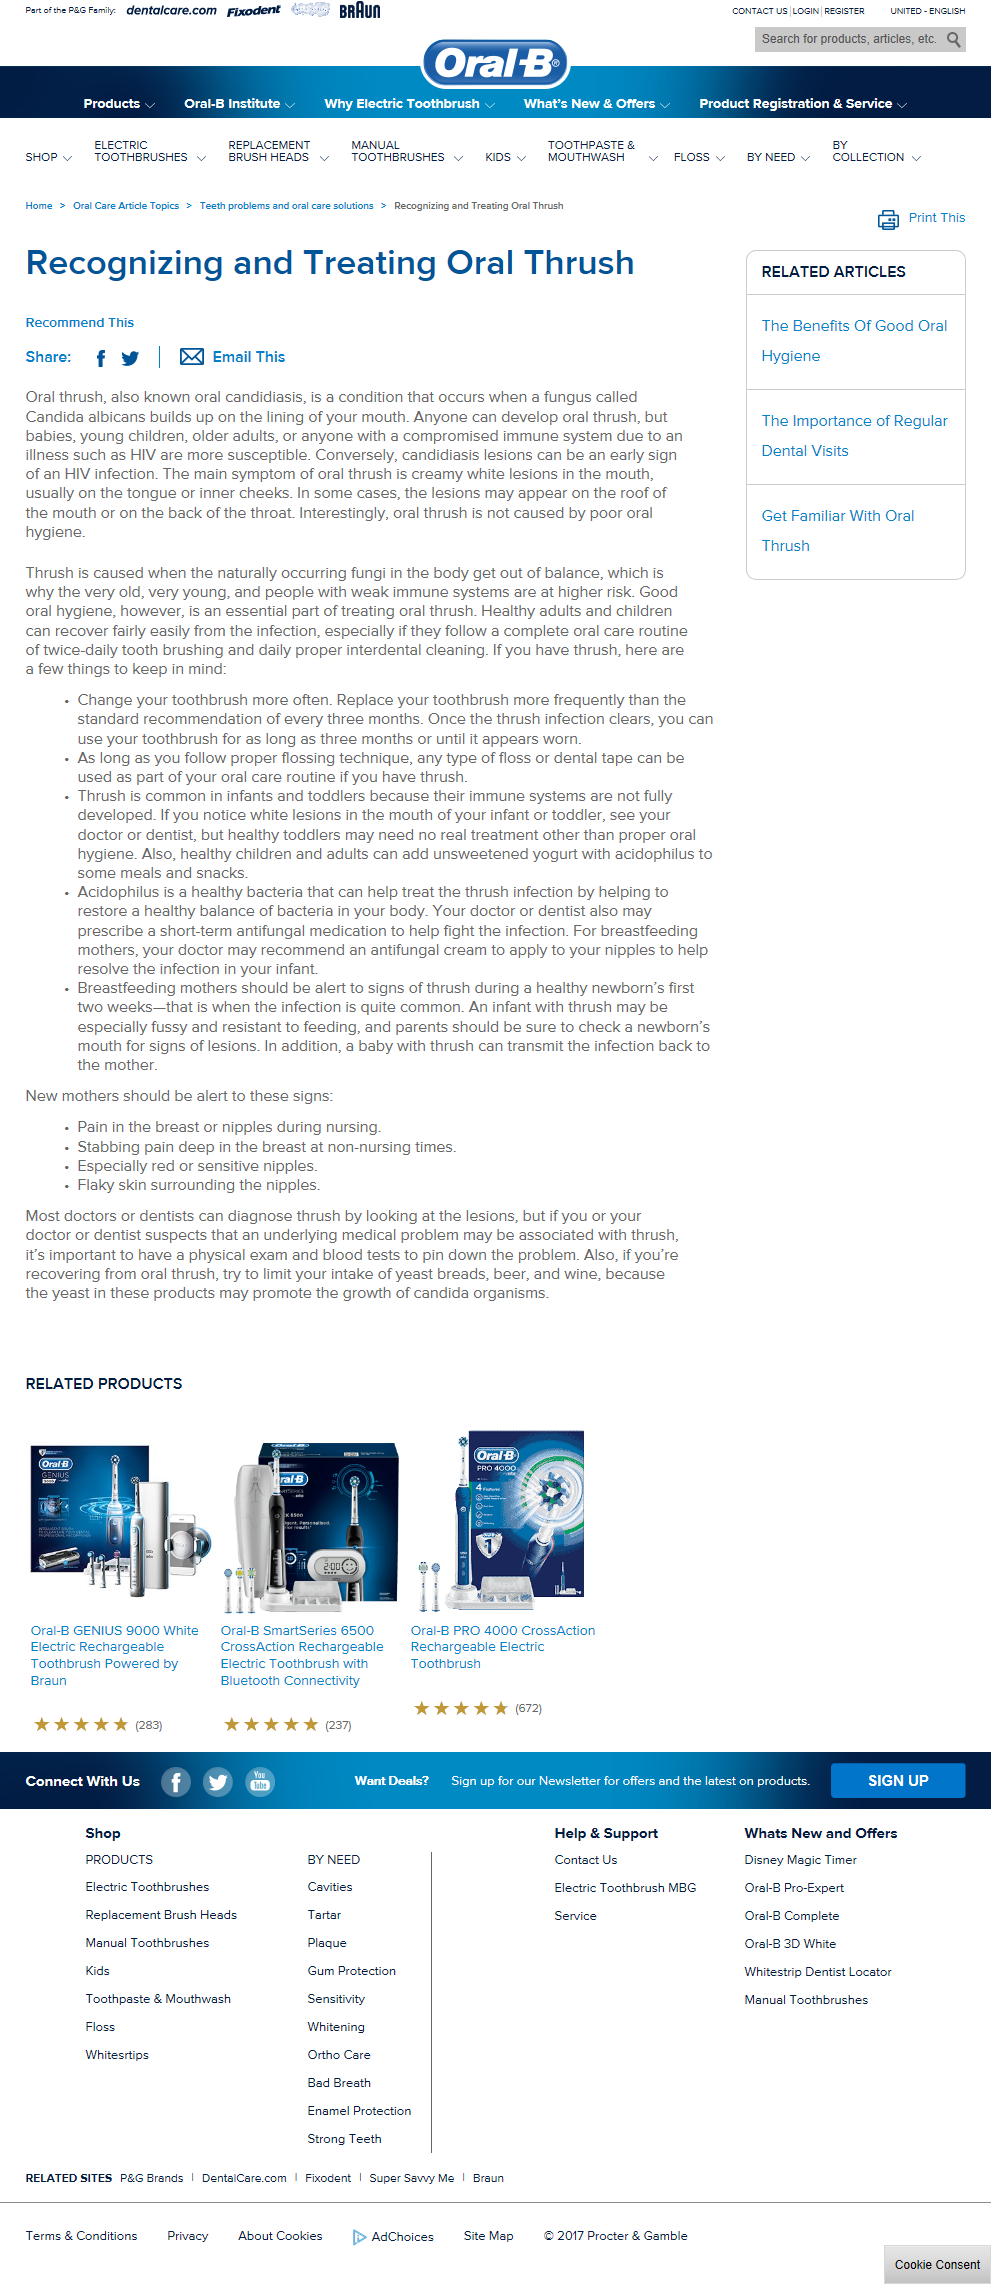 Part of the P&G Family:
dentalcare.com
Fixodent
BRAUN
CONTACT US | LOGIN | REGISTER
UNITED - ENGLISH
Search for products, articles, etc.
Oral-B®
Products
Oral-B Institute
Why Electric Toothbrush
What's New & Offers
Product Registration & Service
SHOP
ELECTRIC
TOOTHBRUSHES
REPLACEMENT
BRUSH HEADS
MANUAL
TOOTHBRUSHES
KIDS
TOOTHPASTE &
MOUTHWASH
FLOSS
BY NEED
BY
COLLECTION
Home > Oral Care Article Topics > Teeth problems and oral care solutions > Recognizing and Treating Oral Thrush
Print This
Recognizing and Treating Oral Thrush
Recommend This
Share:
Email This
Oral thrush, also known oral candidiasis, is a condition that occurs when a fungus called
Candida albicans builds up on the lining of your mouth. Anyone can develop oral thrush, but
babies, young children, older adults, or anyone with a compromised immune system due to an
illness such as HIV are more susceptible. Conversely, candidiasis lesions can be an early sign
of an HIV infection. The main symptom of oral thrush is creamy white lesions in the mouth,
usually on the tongue or inner cheeks. In some cases, the lesions may appear on the roof of
the mouth or on the back of the throat. Interestingly, oral thrush is not caused by poor oral
hygiene.
Thrush is caused when the naturally occurring fungi in the body get out of balance, which is
why the very old, very young, and people with weak immune systems are at higher risk. Good
oral hygiene, however, is an essential part of treating oral thrush. Healthy adults and children
can recover fairly easily from the infection, especially if they follow a complete oral care routine
of twice-daily tooth brushing and daily proper interdental cleaning. If you have thrush, here are
a few things to keep in mind:
• Change your toothbrush more often. Replace your toothbrush more frequently than the
standard recommendation of every three months. Once the thrush infection clears, you can
use your toothbrush for as long as three months or until it appears worn.
• As long as you follow proper flossing technique, any type of floss or dental tape can be
used as part of your oral care routine if you have thrush.
• Thrush is common in infants and toddlers because their immune systems are not fully
developed. If you notice white lesions in the mouth of your infant or toddler, see your
doctor or dentist, but healthy toddlers may need no real treatment other than proper oral
hygiene. Also, healthy children and adults can add unsweetened yogurt with acidophilus to
some meals and snacks.
• Acidophilus is a healthy bacteria that can help treat the thrush infection by helping to
restore a healthy balance of bacteria in your body. Your doctor or dentist also may
prescribe a short-term antifungal medication to help fight the infection. For breastfeeding
mothers, your doctor may recommend an antifungal cream to apply to your nipples to help
resolve the infection in your infant.
• Breastfeeding mothers should be alert to signs of thrush during a healthy newborn's first
two weeks—that is when the infection is quite common. An infant with thrush may be
especially fussy and resistant to feeding, and parents should be sure to check a newborn's
mouth for signs of lesions. In addition, a baby with thrush can transmit the infection back to
the mother.
New mothers should be alert to these signs:
• Pain in the breast or nipples during nursing.
• Stabbing pain deep in the breast at non-nursing times.
• Especially red or sensitive nipples.
• Flaky skin surrounding the nipples.
Most doctors or dentists can diagnose thrush by looking at the lesions, but if you or your
doctor or dentist suspects that an underlying medical problem may be associated with thrush,
it's important to have a physical exam and blood tests to pin down the problem. Also, if you're
recovering from oral thrush, try to limit your intake of yeast breads, beer, and wine, because
the yeast in these products may promote the growth of candida organisms.
RELATED ARTICLES
The Benefits Of Good Oral
Hygiene
The Importance of Regular
Dental Visits
Get Familiar With Oral
Thrush
RELATED PRODUCTS
Oral-B
GENIUS
Oral-B
2:00
Oral-B
PRO 4000
1
Oral-B GENIUS 9000 White
Electric Rechargeable
Toothbrush Powered by
Braun
(283)
Oral-B SmartSeries 6500
CrossAction Rechargeable
Electric Toothbrush with
Bluetooth Connectivity
(237)
Oral-B PRO 4000 CrossAction
Rechargeable Electric
Toothbrush
(672)
Connect With Us
You Tube
Want Deals?
Sign up for our Newsletter for offers and the latest on products.
SIGN UP
Shop
PRODUCTS
Electric Toothbrushes
Replacement Brush Heads
Manual Toothbrushes
Kids
Toothpaste & Mouthwash
Floss
Whitesrtips
BY NEED
Cavities
Tartar
Plaque
Gum Protection
Sensitivity
Whitening
Ortho Care
Bad Breath
Enamel Protection
Strong Teeth
Help & Support
Contact Us
Electric Toothbrush MBG
Service
Whats New and Offers
Disney Magic Timer
Oral-B Pro-Expert
Oral-B Complete
Oral-B 3D White
Whitestrip Dentist Locator
Manual Toothbrushes
RELATED SITES P&G Brands | DentalCare.com | Fixodent | Super Savvy Me | Braun
Terms & Conditions
Privacy
About Cookies
AdChoices
Site Map
© 2017 Procter & Gamble
Cookie Consent